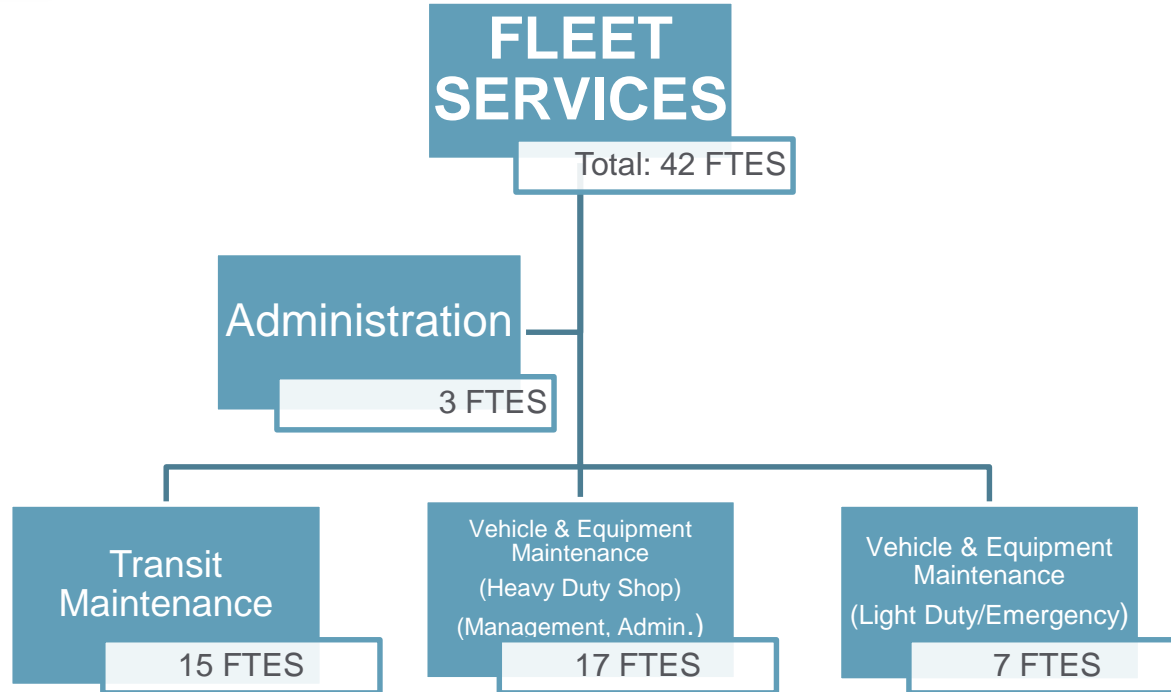 FLEET
SERVICES
Total: 42 FTES
Administration
3 FTES
Transit
Maintenance
15 FTES
Vehicle & Equipment
Maintenance
(Heavy Duty Shop)
(Management, Admin.)
17 FTES
Vehicle & Equipment
Maintenance
(Light Duty/Emergency)
7 FTES